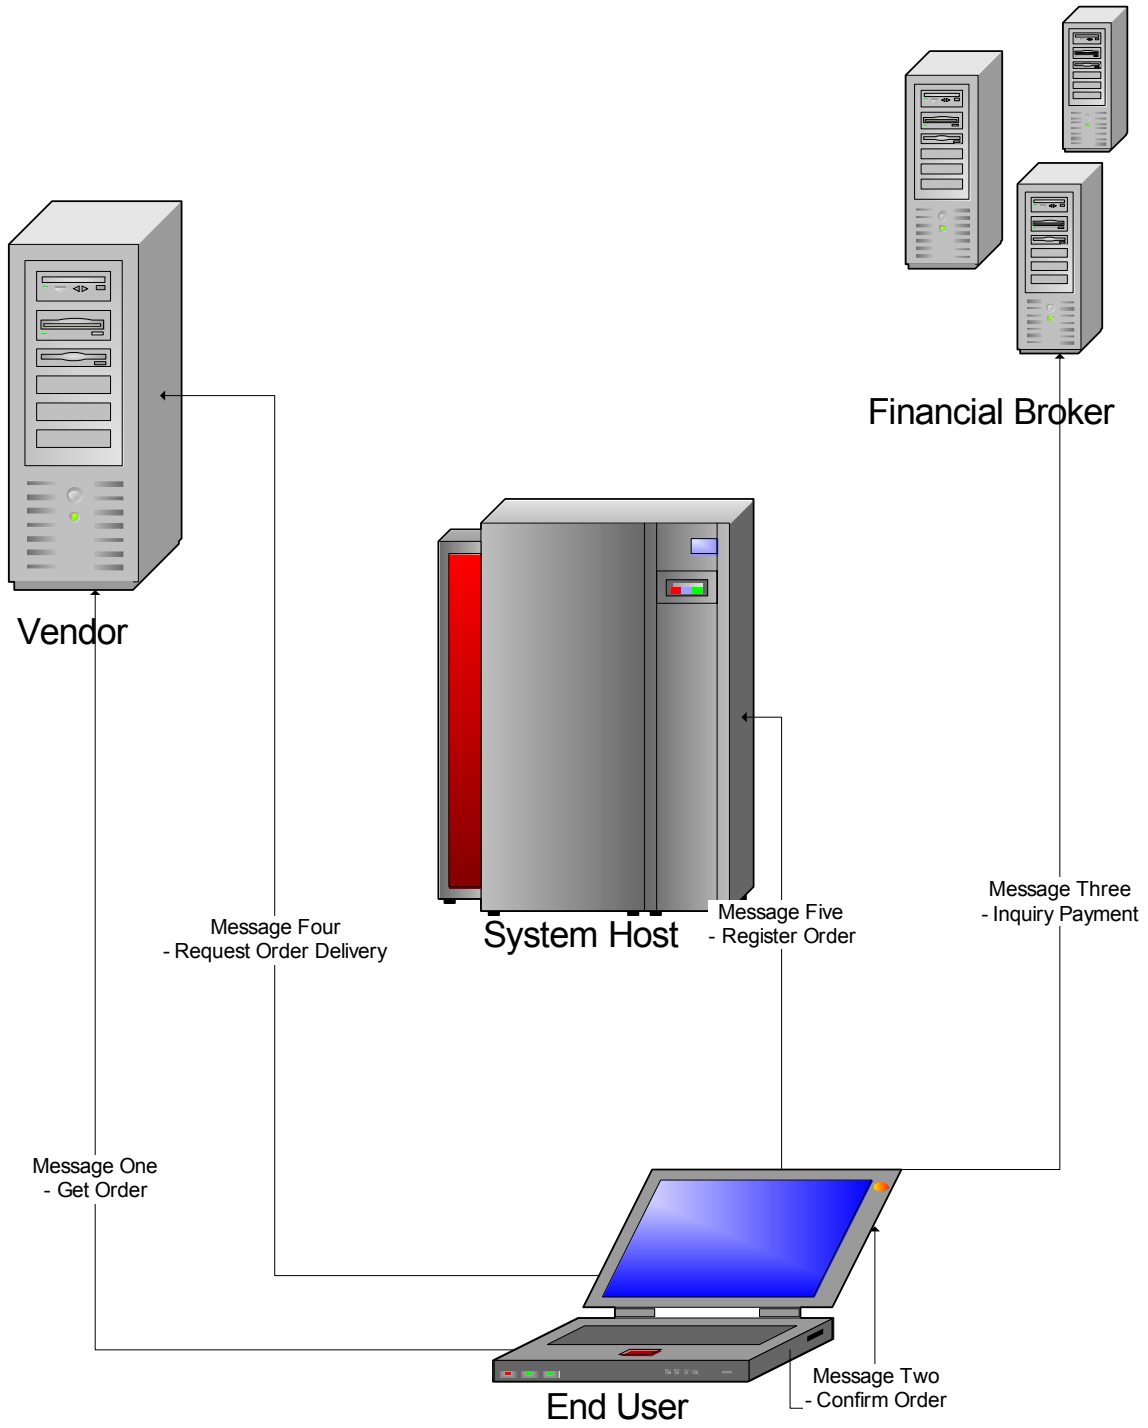 Financial Broker
Vendor
Message Three
- Inquiry Payment
Message Five
- Register Order
System Host
Message Four
- Request Order Delivery
Message One
- Get Order
Message Two
- Confirm Order
End User